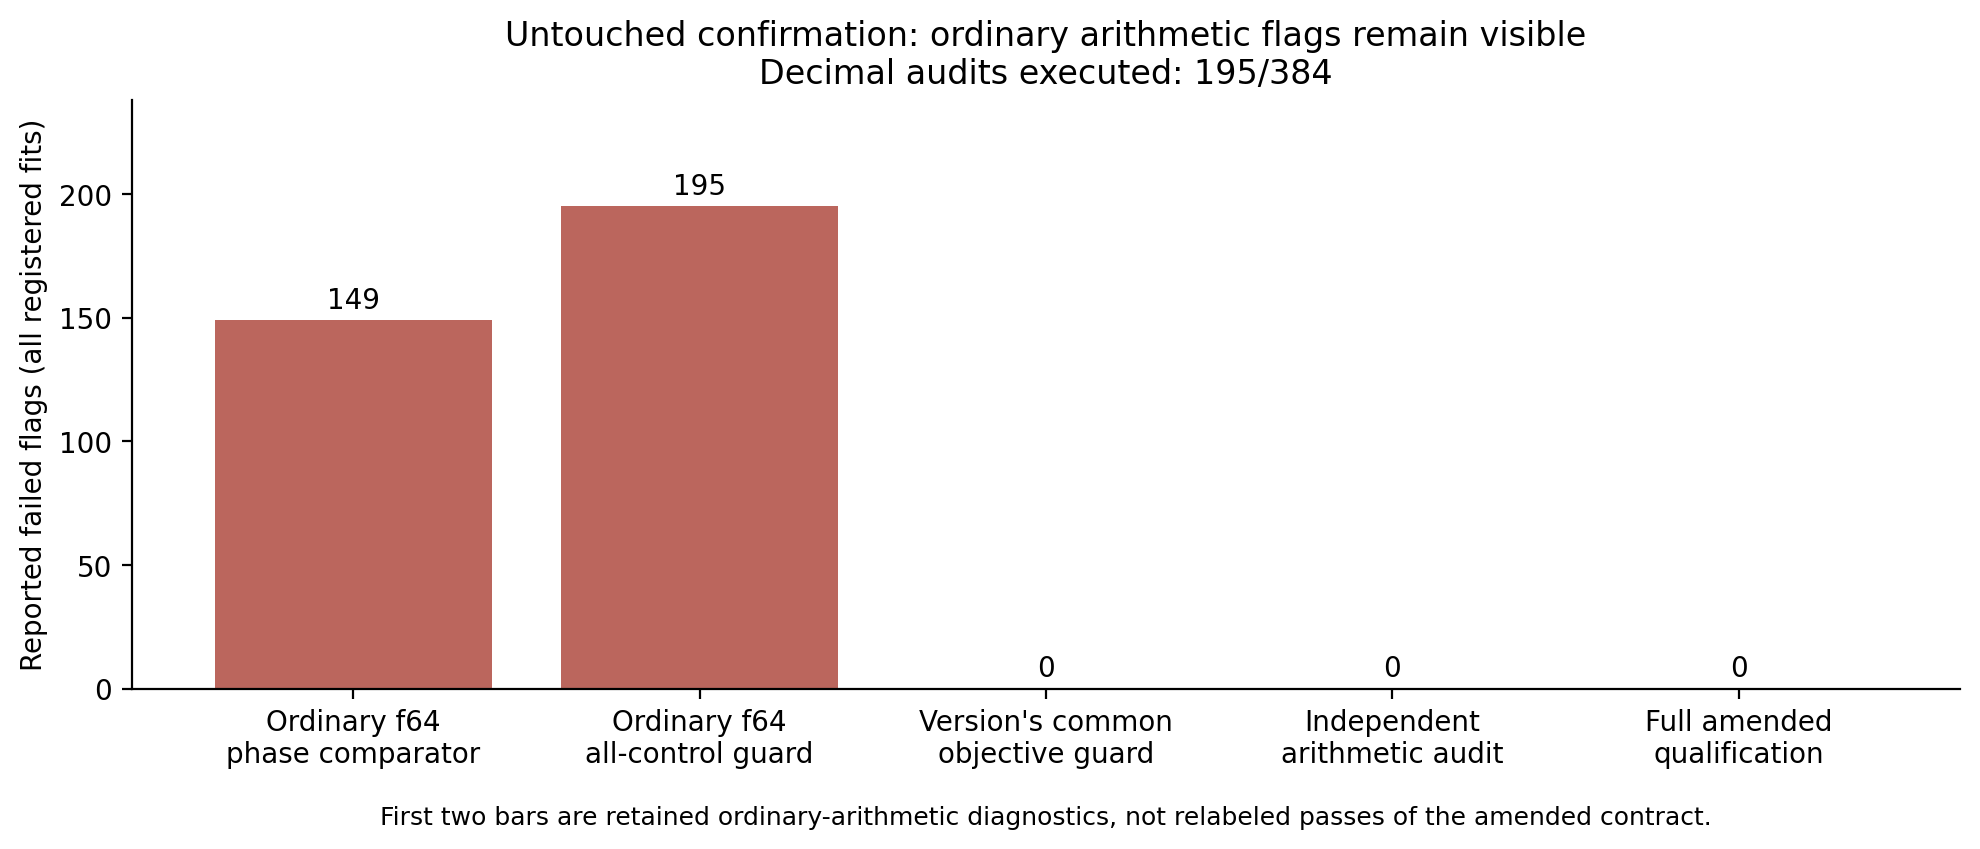 Untouched confirmation: ordinary arithmetic flags remain visible
Decimal audits executed: 195/384
Reported failed flags (all registered fits)
200
150
100
50
0
149
195
0
0
0
Ordinary f64
phase comparator
Ordinary f64
all-control guard
Version's common
objective guard
Independent
arithmetic audit
Full amended
qualification
First two bars are retained ordinary-arithmetic diagnostics, not relabeled passes of the amended contract.